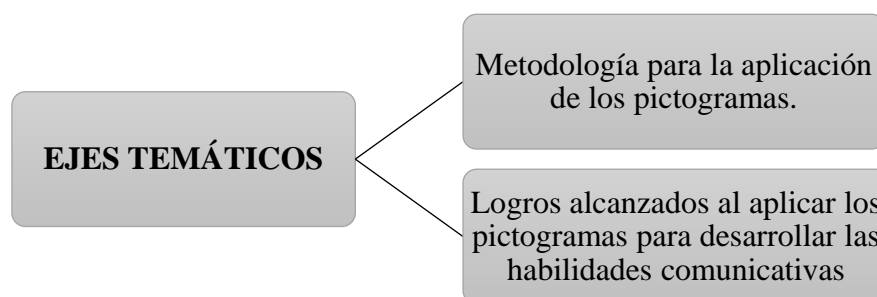 Metodología para la aplicación
de los pictogramas.
EJES TEMÁTICOS
Logros alcanzados al aplicar los
pictogramas para desarrollar las
habilidades comunicativas